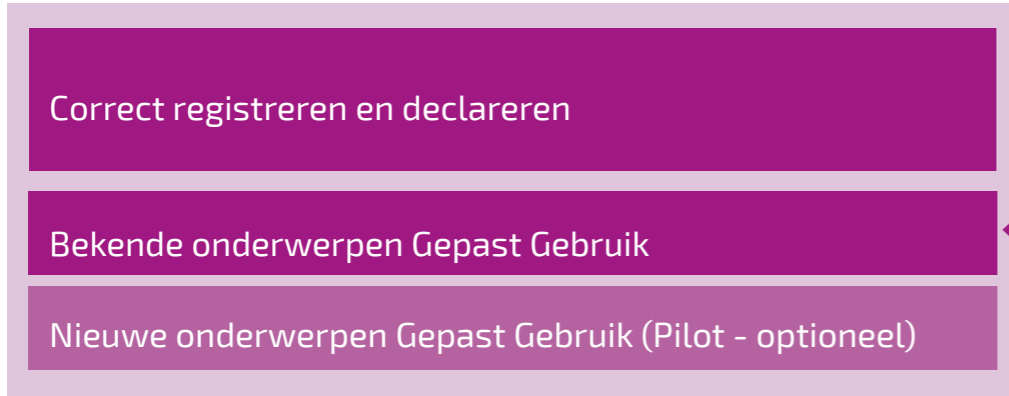 Correct registreren en declareren
Bekende onderwerpen Gepast Gebruik
Nieuwe onderwerpen Gepast Gebruik (Pilot - optioneel)